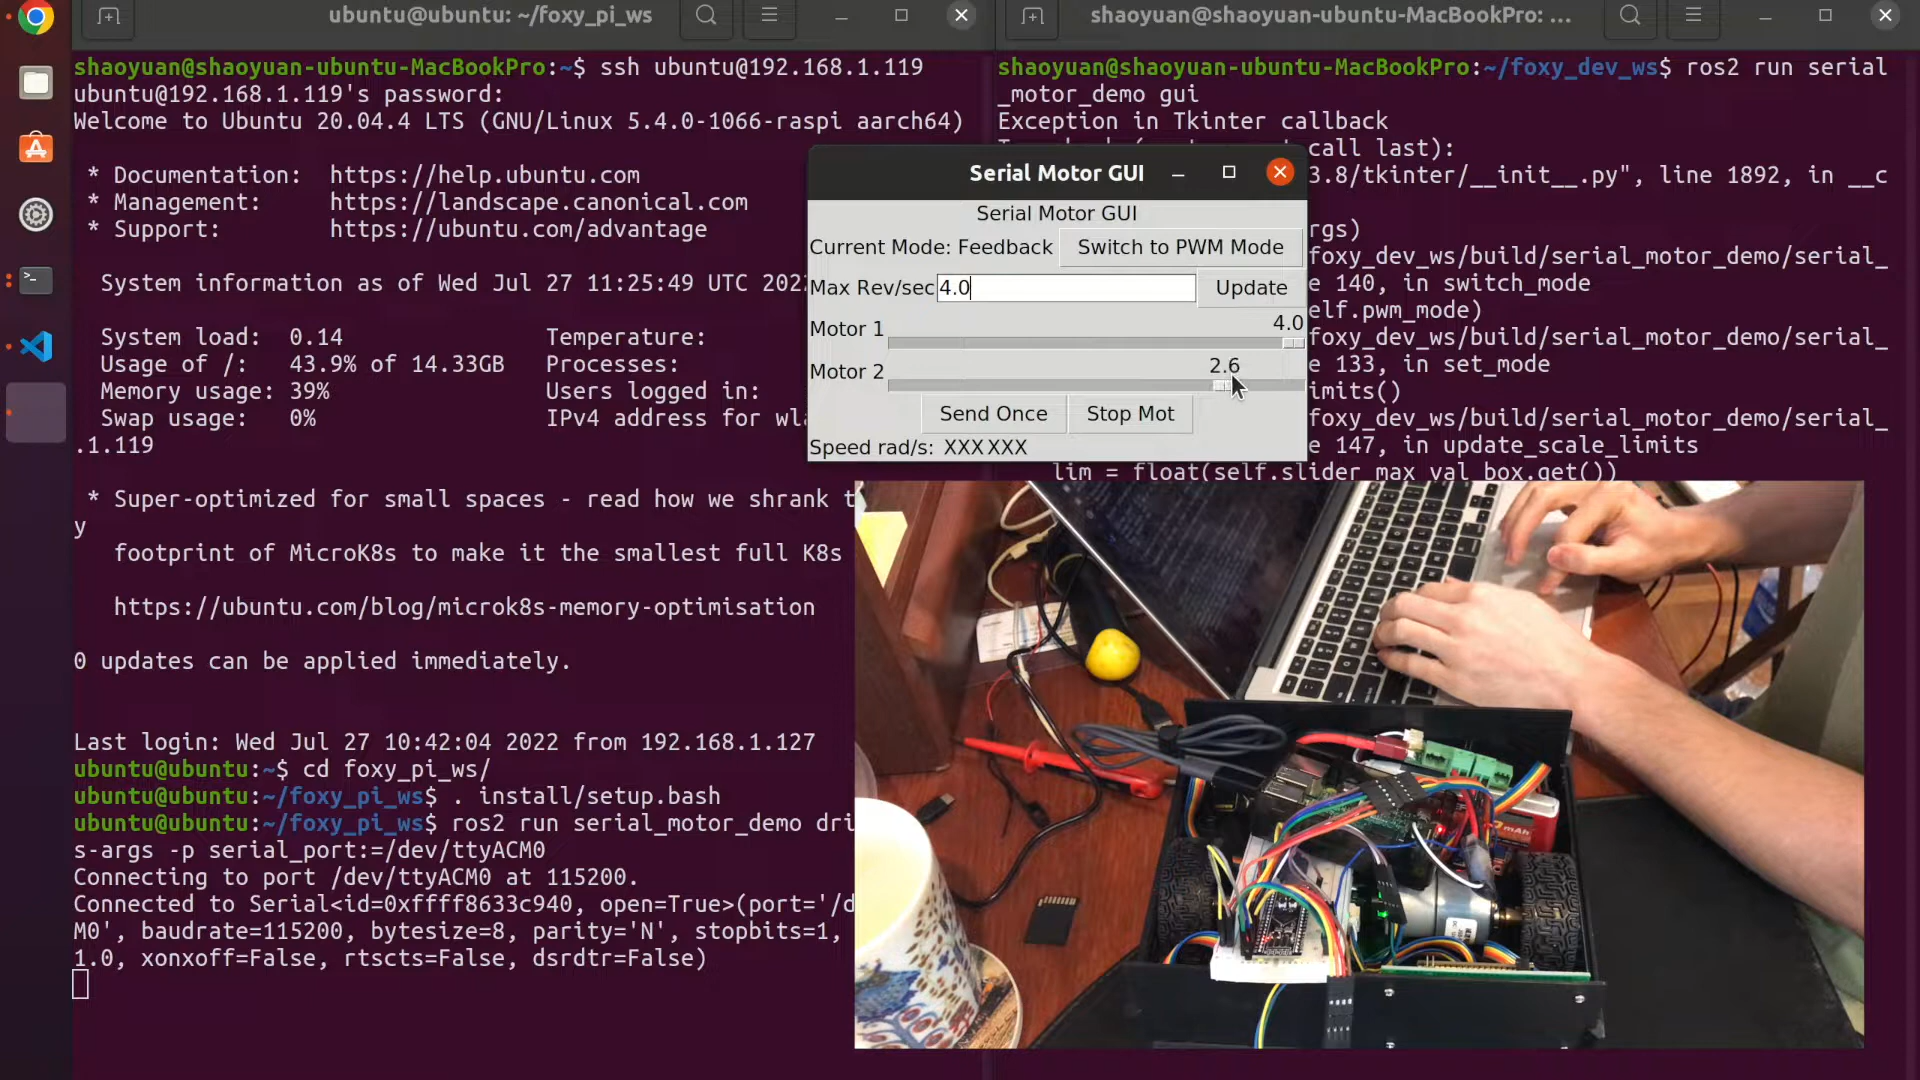 ubuntu@ubuntu: ~/foxy_pi_ws
shaoyuan@shaoyuan-ubuntu-MacBookPro:~$ ssh ubuntu@192.168.1.119
ubuntu@192.168.1.119's password:
Welcome to Ubuntu 20.04.4 LTS (GNU/Linux 5.4.0-1066-raspi aarch64)
* Documentation: https://help.ubuntu.com
* Management: https://landscape.canonical.com
* Support: https://ubuntu.com/advantage
System information as of Wed Jul 27 11:25:49 UTC 202
System load: 0.14 Temperature:
Usage of /: 43.9% of 14.33GB Processes:
Memory usage: 39% Users logged in:
Swap usage: 0% IPv4 address for wl
.1.119
* Super-optimized for small spaces - read how we shrank t
y
footprint of MicroK8s to make it the smallest full K8s
https://ubuntu.com/blog/microk8s-memory-optimisation
0 updates can be applied immediately.
Last login: Wed Jul 27 10:42:04 2022 from 192.168.1.127
ubuntu@ubuntu:~$ cd foxy_pi_ws/
ubuntu@ubuntu:~/foxy_pi_ws$ . install/setup.bash
ubuntu@ubuntu:~/foxy_pi_ws$ ros2 run serial_motor_demo dri
s-args -p serial_port:=/dev/ttyACM0
Connecting to port /dev/ttyACM0 at 115200.
Connected to Serial<id=0xffff8633c940, open=True>(port='/d
M0', baudrate=115200, bytesize=8, parity='N', stopbits=1,
1.0, xonxoff=False, rtscts=False, dsrdtr=False)
shaoyuan@shaoyuan-ubuntu-MacBookPro: ...
shaoyuan@shaoyuan-ubuntu-MacBookPro:~/foxy_dev_ws$ ros2 run serial
_motor_demo gui
Exception in Tkinter callback
call last):
3.8/tkinter/__init__.py", line 1892, in __c
rgs)
foxy_dev_ws/build/serial_motor_demo/serial_
e 140, in switch_mode
elf.pwm_mode)
foxy_dev_ws/build/serial_motor_demo/serial_
e 133, in set_mode
imits()
foxy_dev_ws/build/serial_motor_demo/serial_
e 147, in update_scale_limits
lim = float(self.slider_max_val_box.get())
Serial Motor GUI
Serial Motor GUI
Current Mode: Feedback Switch to PWM Mode
Max Rev/sec 4.0 Update
4.0
Motor 1
2.6
Motor 2
Send Once Stop Mot
Speed rad/s: XXX XXX